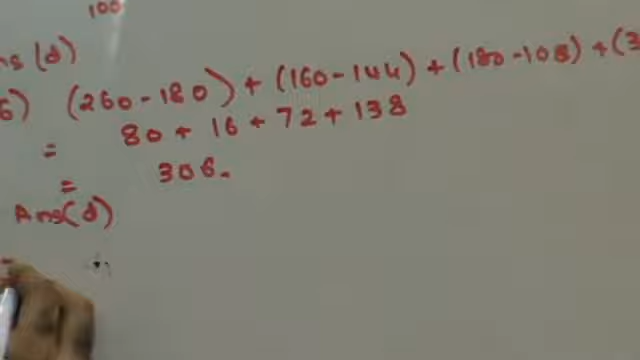 100
ns (d)
6) (260-180) + (160-144) + (180-108) + (3
= 80 + 16 + 72 + 138
= 306.
Ans(d)